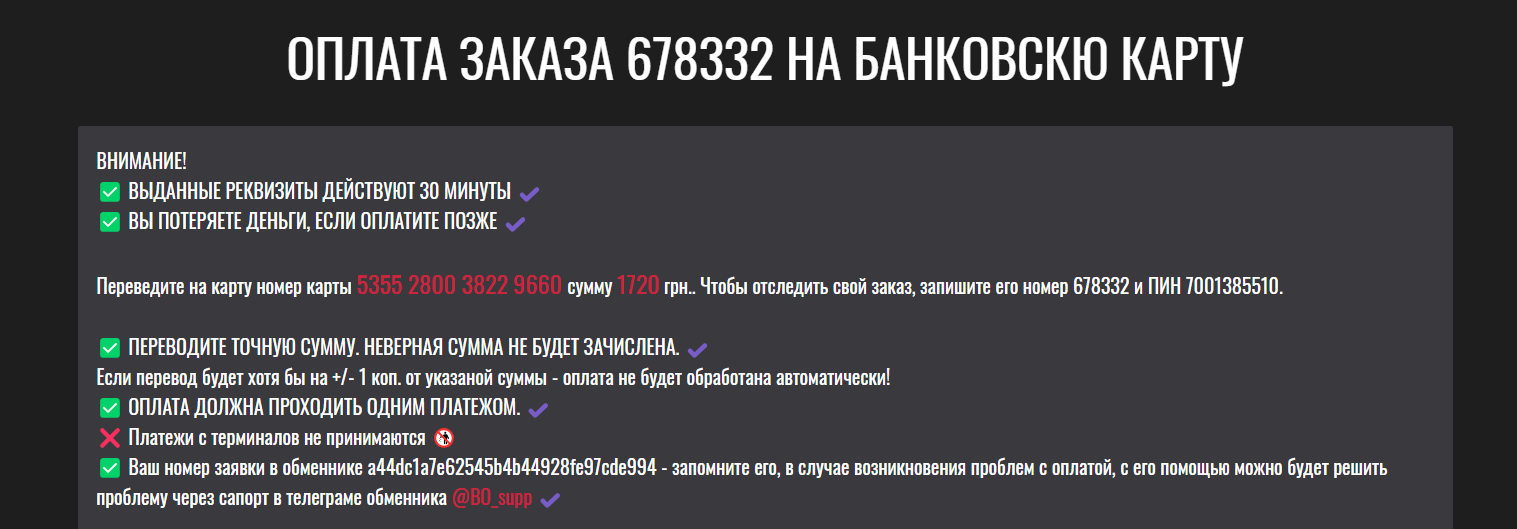 ОПЛАТА ЗАКАЗА 678332 НА БАНКОВСКЮ КАРТУ
ВНИМАНИЕ!
✅ ВЫДАННЫЕ РЕКВИЗИТЫ ДЕЙСТВУЮТ 30 МИНУТЫ ✔
✅ ВЫ ПОТЕРЯЕТЕ ДЕНЬГИ, ЕСЛИ ОПЛАТИТЕ ПОЗЖЕ ✔
Переведите на карту номер карты 5355 2800 3822 9660 сумму 1720 грн.. Чтобы отследить свой заказ, запишите его номер 678332 и ПИН 7001385510.
✅ ПЕРЕВОДИТЕ ТОЧНУЮ СУММУ. НЕВЕРНАЯ СУММА НЕ БУДЕТ ЗАЧИСЛЕНА. ✔
Если перевод будет хотя бы на +/- 1 коп. от указаной суммы - оплата не будет обработана автоматически!
✅ ОПЛАТА ДОЛЖНА ПРОХОДИТЬ ОДНИМ ПЛАТЕЖОМ. ✔
❌ Платежи с терминалов не принимаются 🚯
✅ Ваш номер заявки в обменнике a44dc1a7e62545b4b44928fe97cde994 - запомните его, в случае возникновения проблем с оплатой, с его помощью можно будет решить
проблему через сапорт в телеграме обменника @BO_supp ✔